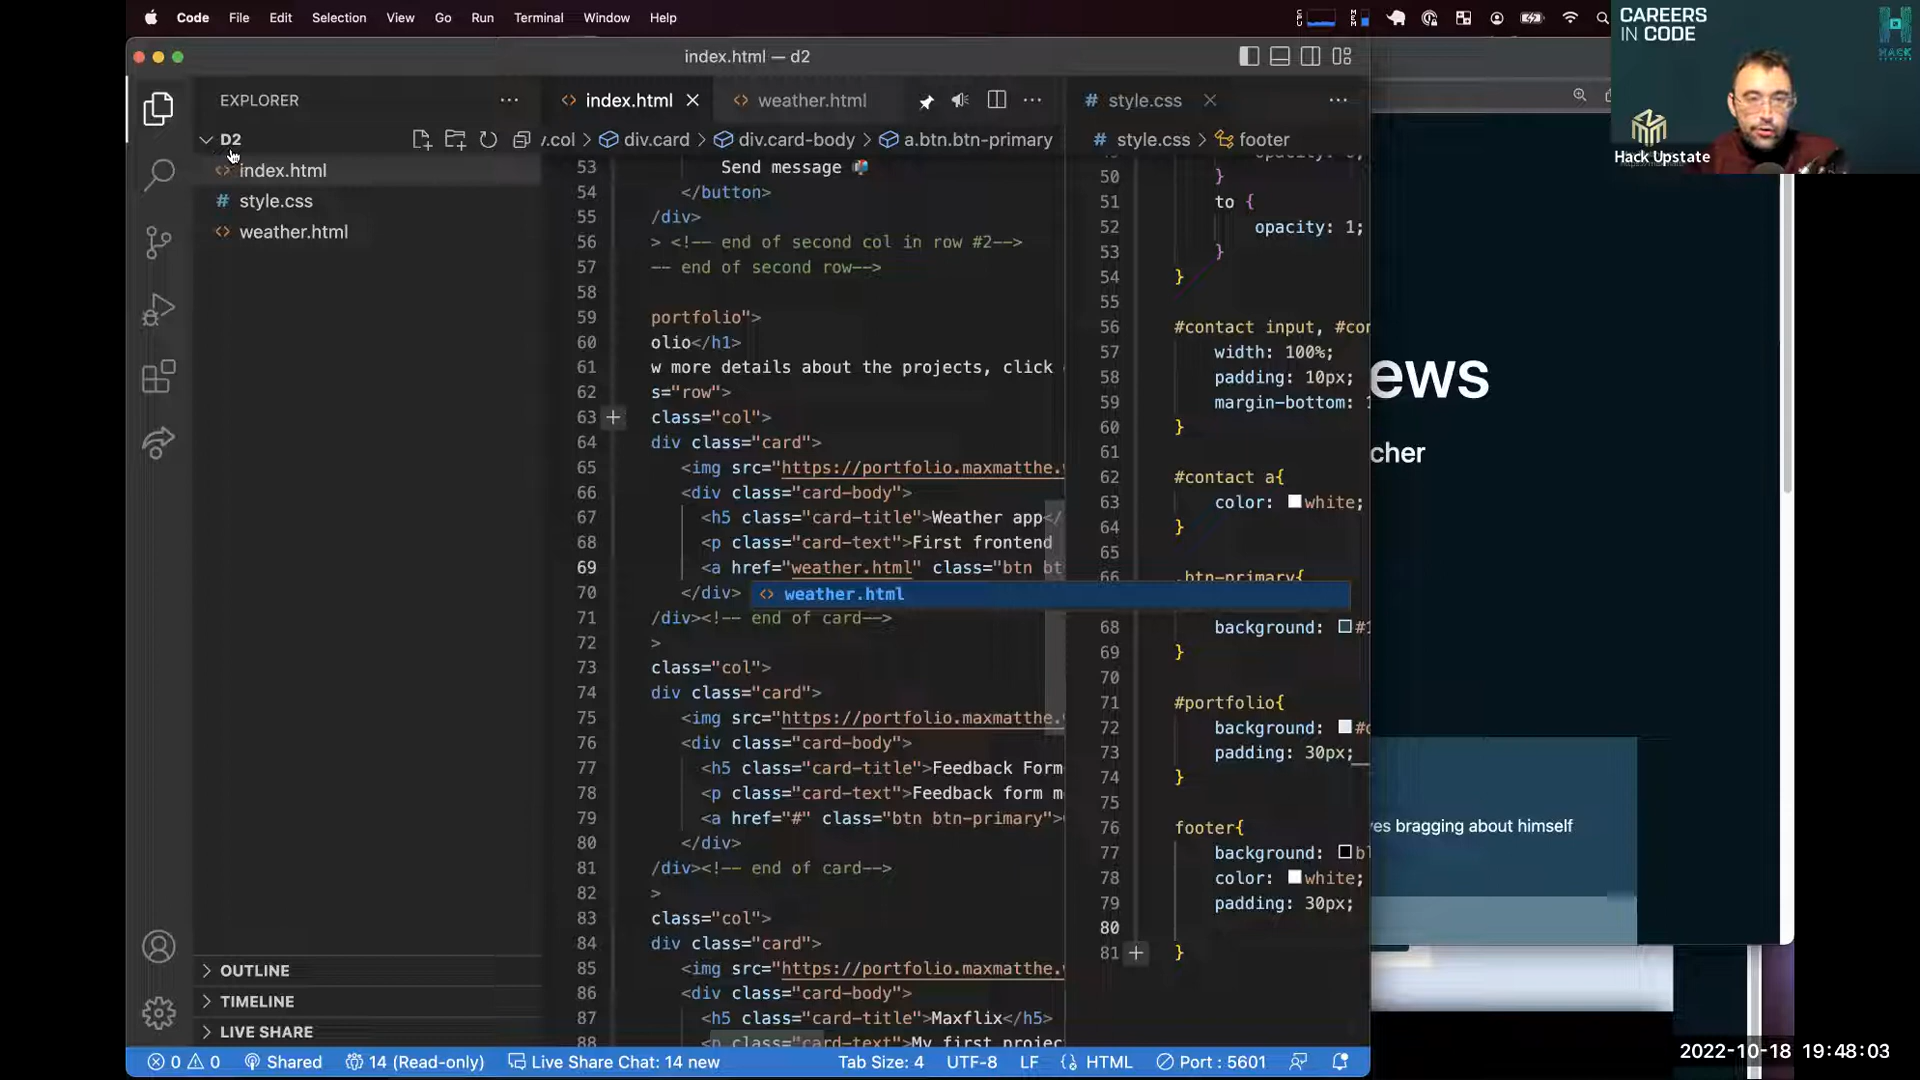 Code File Edit Selection View Go Run Terminal Window Help
index.html — d2
EXPLORER
D2
index.html
style.css
weather.html
OUTLINE
TIMELINE
LIVE SHARE
index.html weather.html
.col div.card div.card-body a.btn.btn-primary
53 Send message
54 </button>
55 /div>
56 > <!-- end of second col in row #2-->
57 -- end of second row-->
58
59 portfolio">
60 olio</h1>
61 w more details about the projects, click
62 s="row">
63 class="col">
64 div class="card">
65 <img src="https://portfolio.maxmatthe.
66 <div class="card-body">
67 <h5 class="card-title">Weather app</
68 <p class="card-text">First frontend
69 <a href="weather.html" class="btn bt
70 </div>
weather.html
71 /div><!-- end of card-->
72 >
73 class="col">
74 div class="card">
75 <img src="https://portfolio.maxmatthe.
76 <div class="card-body">
77 <h5 class="card-title">Feedback Form
78 <p class="card-text">Feedback form m
79 <a href="#" class="btn btn-primary">
80 </div>
81 /div><!-- end of card-->
82 >
83 class="col">
84 div class="card">
85 <img src="https://portfolio.maxmatthe.
86 <div class="card-body">
87 <h5 class="card-title">Maxflix</h5>
88 <p class="card-text">My first projec
style.css
style.css footer
50 }
51 to {
52 opacity: 1;
53 }
54 }
55
56 #contact input, #con
57 width: 100%;
58 padding: 10px;
59 margin-bottom: 1
60 }
61
62 #contact a{
63 color: white;
64 }
65
66 .btn-primary{
68 background: #1
69 }
70
71 #portfolio{
72 background:
73 padding: 30px;
74 }
75
76 footer{
77 background: bl
78 color: white;
79 padding: 30px;
80
81 }
0 0 Shared 14 (Read-only) Live Share Chat: 14 new Tab Size: 4 UTF-8 LF HTML Port : 5601
ews
cher
es bragging about himself
CAREERS
IN CODE
HACK
Hack Upstate
2022-10-18 19:48:03